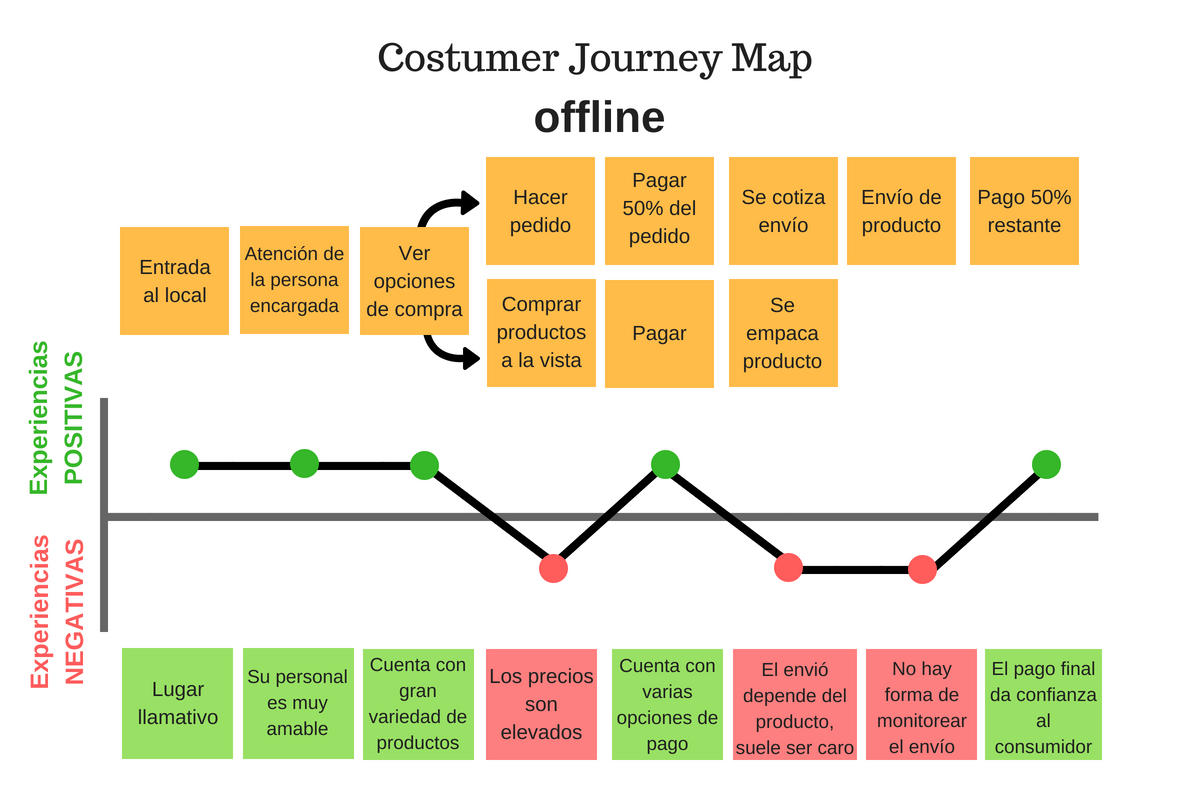 Costumer Journey Map
offline
Hacer
pedido
Pagar
50% del
pedido
Se cotiza
envío
Envío de
producto
Pago 50%
restante
Entrada
al local
Atención de
la persona
encargada
Ver
opciones
de compra
Comprar
productos
a la vista
Pagar
Se
empaca
producto
Experiencias
POSITIVAS
Experiencias
NEGATIVAS
Lugar
llamativo
Su personal
es muy
amable
Cuenta con
gran
variedad de
productos
Los precios
son
elevados
Cuenta con
varias
opciones de
pago
El envió
depende del
producto,
suele ser caro
No hay
forma de
monitorear
el envío
El pago final
da confianza
al
consumidor